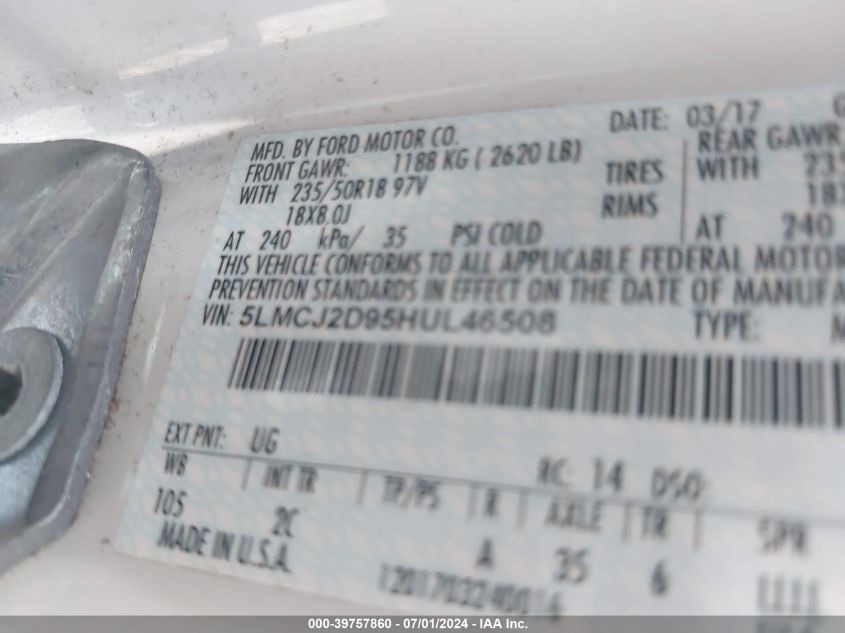 DATE: 03/17
MFD. BY FORD MOTOR CO.
FRONT GAWR: 1188 KG ( 2620 LB)
REAR GAWR
WITH 235/50R18 97V TIRES WITH
18X8.0J RIMS
AT 240 kPa/ 35 PSI COLD AT 240
THIS VEHICLE CONFORMS TO ALL APPLICABLE FEDERAL MOTOR
PREVENTION STANDARDS IN EFFECT ON THE DATE OF
VIN: 5LMCJ2D95HUL46508 TYPE:
EXT PNT: UG RC: 14 DSO:
WB INT TR TP/PS R AXLE TR SPR
105 2C A 35 6
MADE IN U.S.A.
000-39757860 - 07/01/2024 - IAA Inc.